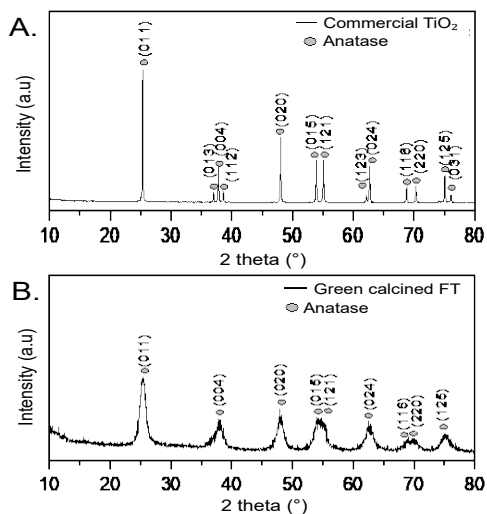 A.
Commercial TiO₂
Anatase
(011)
(013)
(004)
(112)
(020)
(015)
(121)
(123)
(024)
(116)
(220)
(125)
(031)
Intensity (a.u)
10 20 30 40 50 60 70 80
2 theta (°)
B.
Green calcined FT
Anatase
(011)
(004)
(020)
(015)
(121)
(024)
(116)
(220)
(125)
Intensity (a.u)
10 20 30 40 50 60 70 80
2 theta (°)